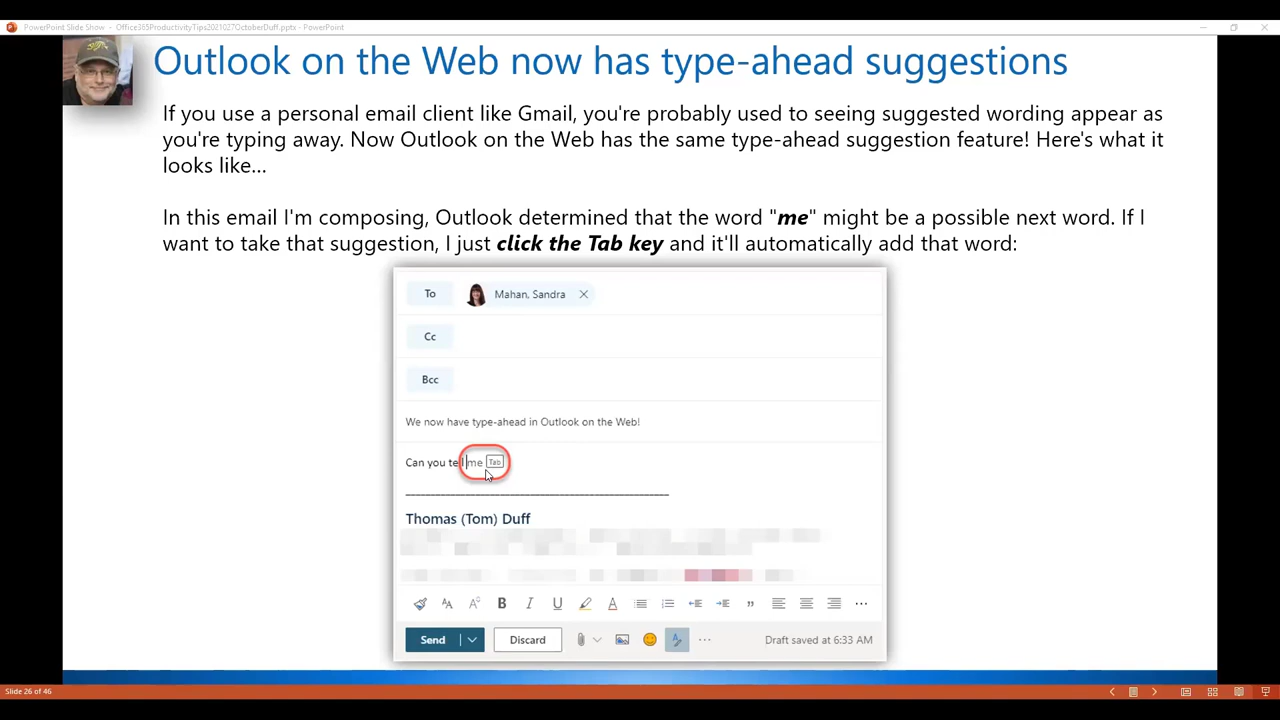 PowerPoint Slide Show - Office365ProductivityTips2021027OctoberDuff.pptx - PowerPoint
Outlook on the Web now has type-ahead suggestions
If you use a personal email client like Gmail, you're probably used to seeing suggested wording appear as
you're typing away. Now Outlook on the Web has the same type-ahead suggestion feature! Here's what it
looks like...
In this email I'm composing, Outlook determined that the word "me" might be a possible next word. If I
want to take that suggestion, I just click the Tab key and it'll automatically add that word:
To Mahan, Sandra
Cc
Bcc
We now have type-ahead in Outlook on the Web!
Can you tell me Tab
Thomas (Tom) Duff
Send Discard Draft saved at 6:33 AM
Slide 26 of 46